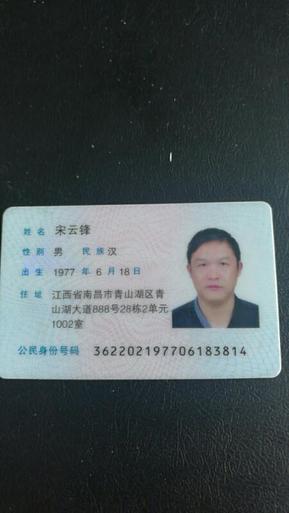 姓名 宋云锋
性别 男 民族 汉
出生 1977 年 6 月 18 日
住址 江西省南昌市青山湖区青
山湖大道888号28栋2单元
1002室
公民身份号码 362202197706183814